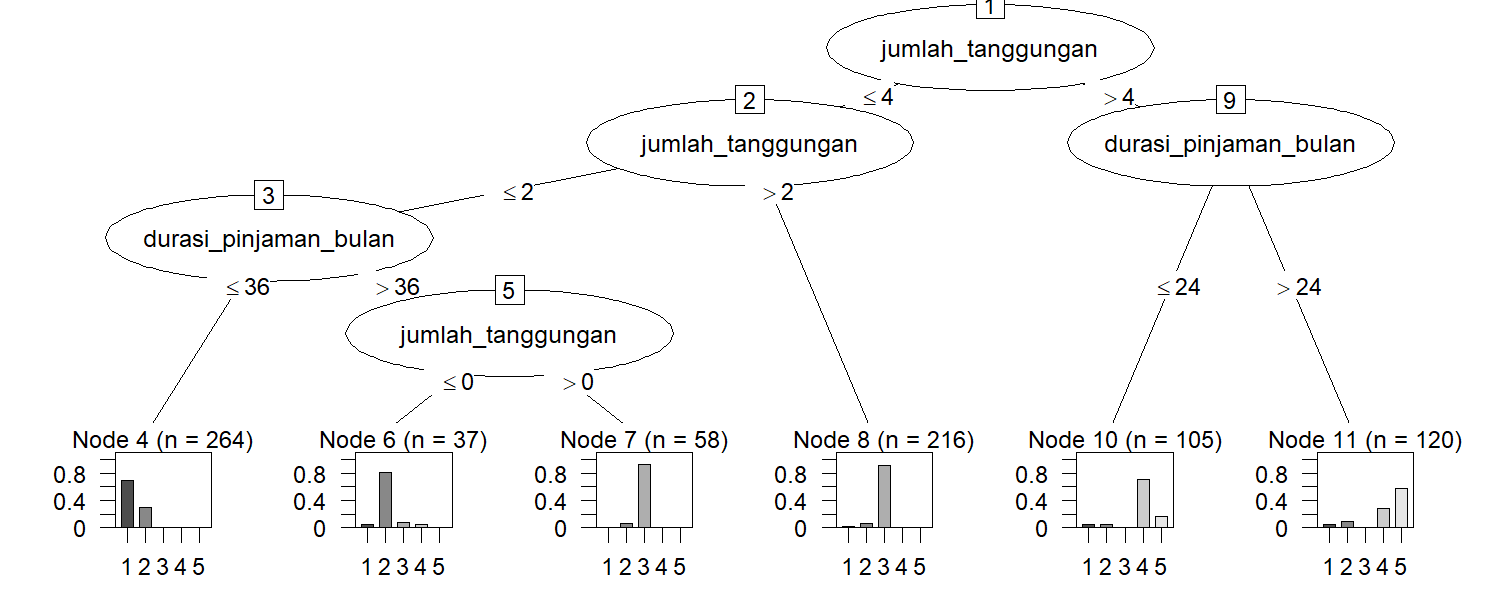 1
jumlah_tanggungan
≤ 4
> 4
2
jumlah_tanggungan
9
durasi_pinjaman_bulan
≤ 2
> 2
3
durasi_pinjaman_bulan
≤ 36
> 36
≤ 24
> 24
5
jumlah_tanggungan
≤ 0
> 0
Node 4 (n = 264)
0.8
0.4
0
1 2 3 4 5
Node 6 (n = 37)
0.8
0.4
0
1 2 3 4 5
Node 7 (n = 58)
0.8
0.4
0
1 2 3 4 5
Node 8 (n = 216)
0.8
0.4
0
1 2 3 4 5
Node 10 (n = 105)
0.8
0.4
0
1 2 3 4 5
Node 11 (n = 120)
0.8
0.4
0
1 2 3 4 5